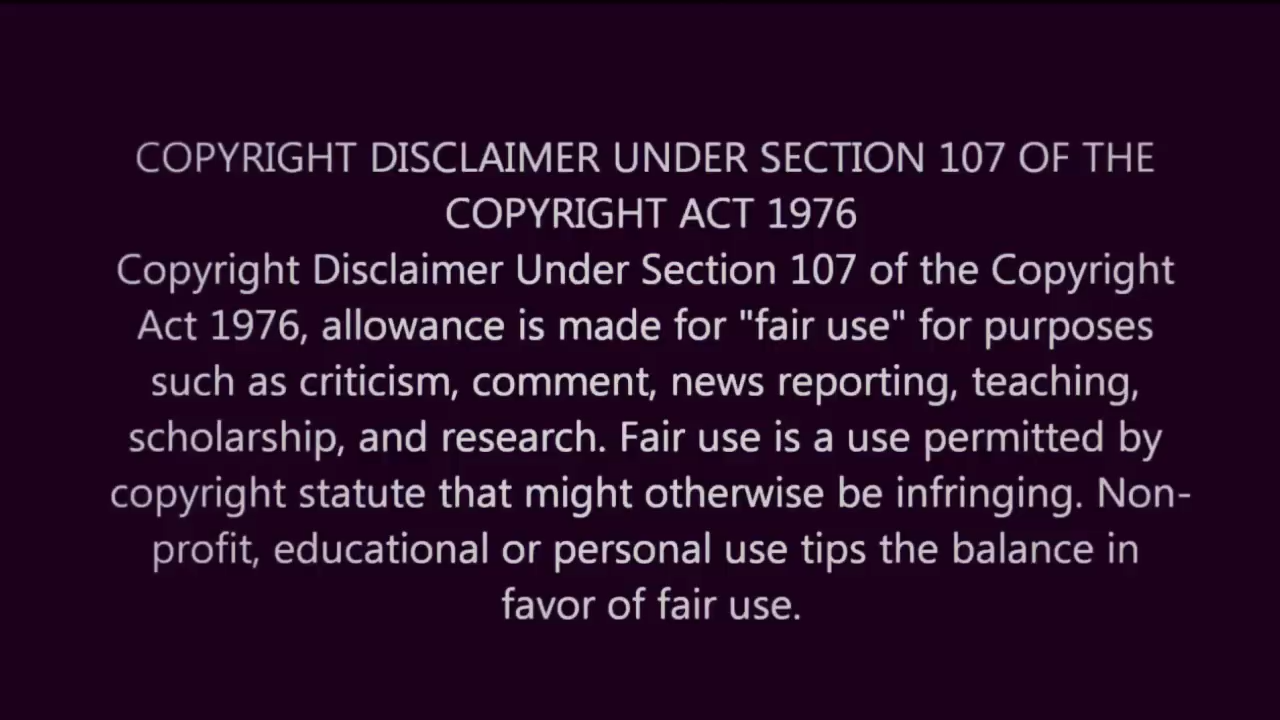 COPYRIGHT DISCLAIMER UNDER SECTION 107 OF THE
COPYRIGHT ACT 1976
Copyright Disclaimer Under Section 107 of the Copyright
Act 1976, allowance is made for "fair use" for purposes
such as criticism, comment, news reporting, teaching,
scholarship, and research. Fair use is a use permitted by
copyright statute that might otherwise be infringing. Non-
profit, educational or personal use tips the balance in
favor of fair use.